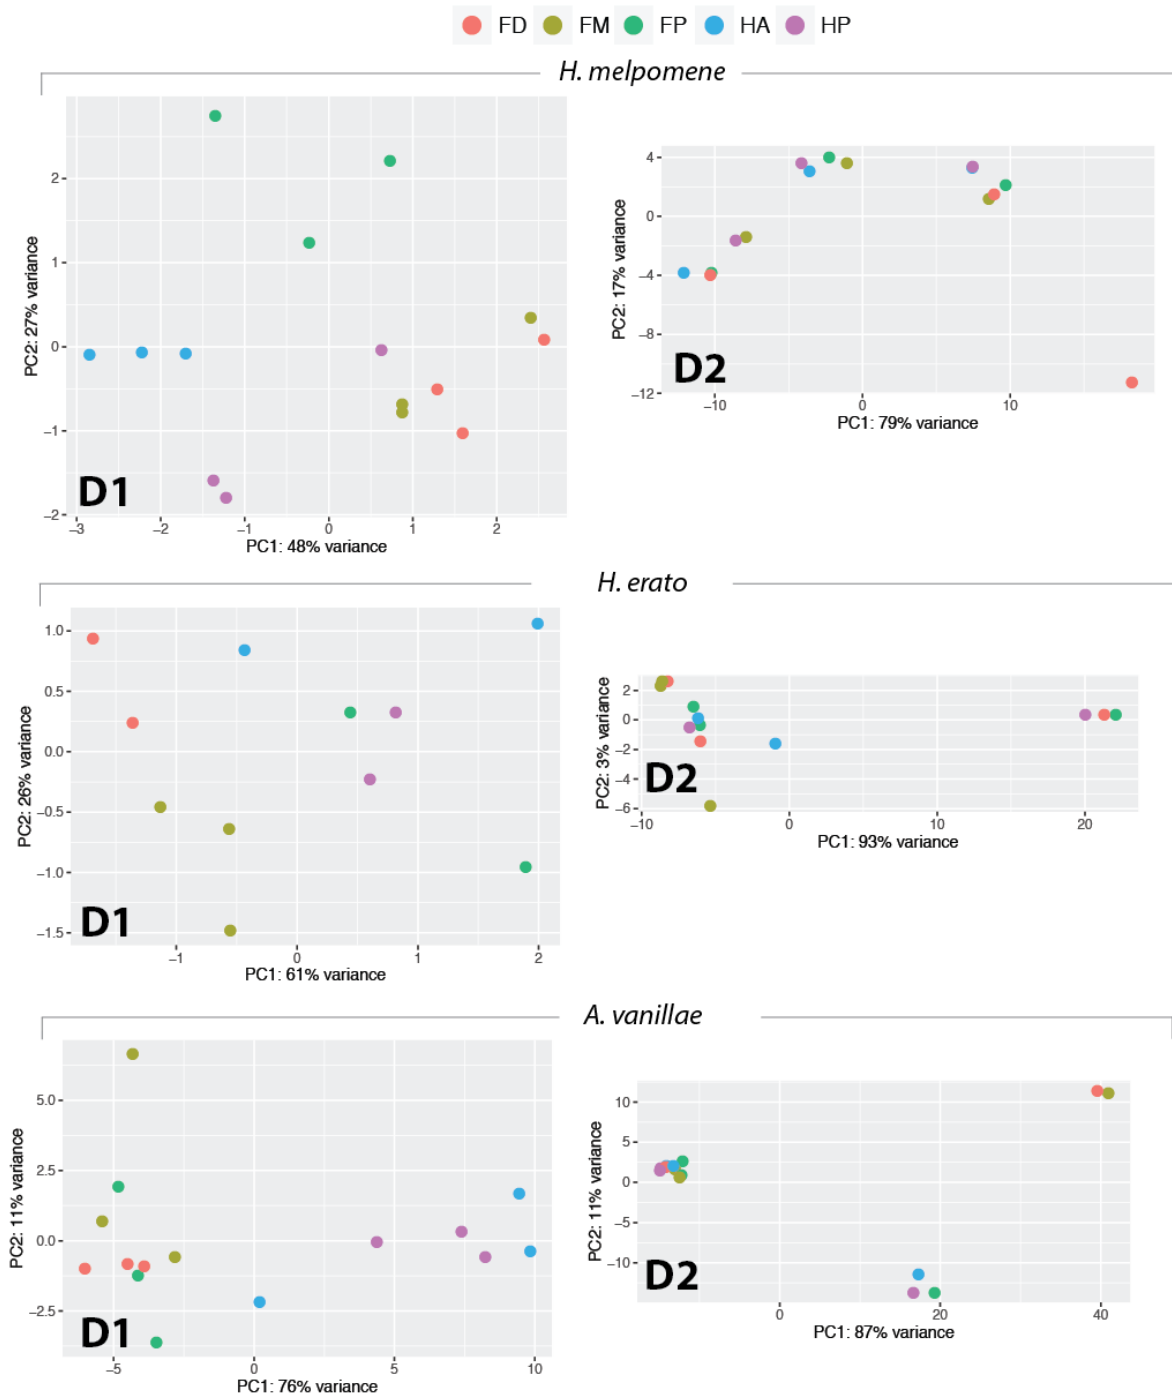 FD FM FP HA HP
H. melpomene
PC2: 27% variance
2
1
0
−1
−2
D1
−3 −2 −1 0 1 2
PC1: 48% variance
PC2: 17% variance
4
0
−4
−8
−12
D2
−10 0 10
PC1: 79% variance
H. erato
PC2: 26% variance
1.0
0.5
0.0
−0.5
−1.0
−1.5
D1
−1 0 1 2
PC1: 61% variance
PC2: 3% variance
2
0
−2
−4
−6
D2
−10 0 10 20
PC1: 93% variance
A. vanillae
PC2: 11% variance
5.0
2.5
0.0
−2.5
D1
−5 0 5 10
PC1: 76% variance
PC2: 11% variance
10
5
0
−5
−10
D2
0 20 40
PC1: 87% variance